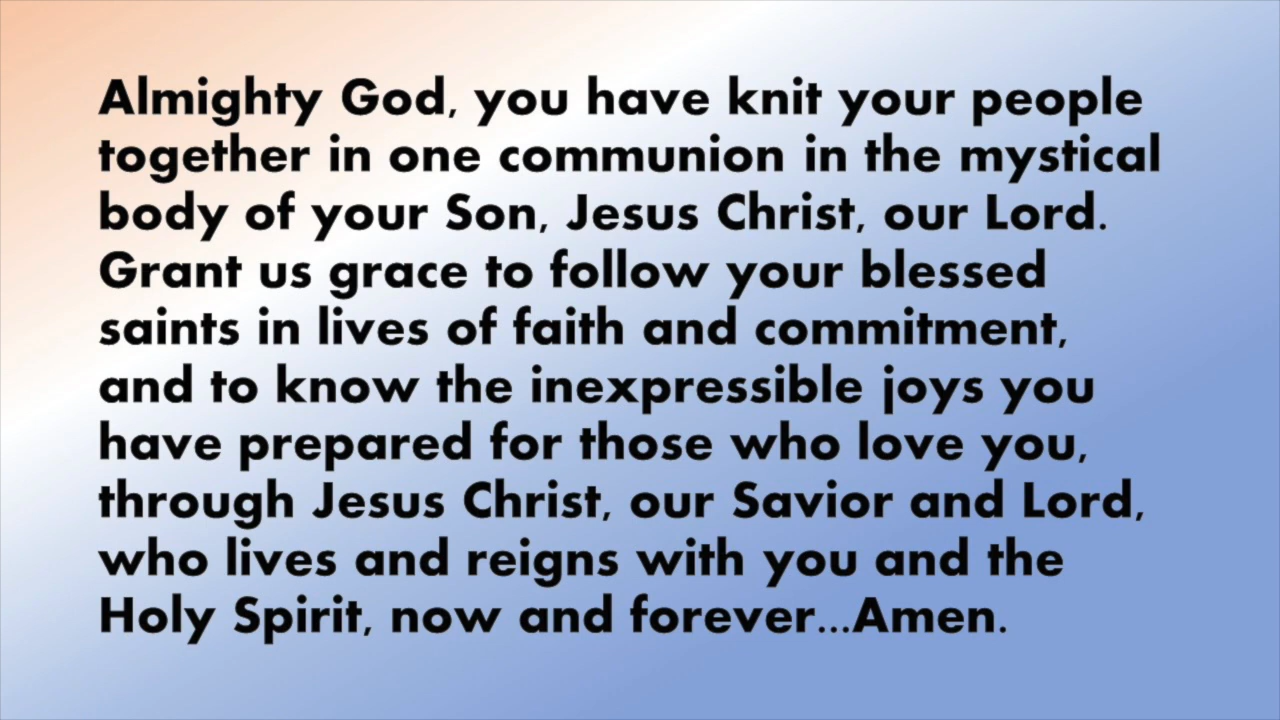 Almighty God, you have knit your people
together in one communion in the mystical
body of your Son, Jesus Christ, our Lord.
Grant us grace to follow your blessed
saints in lives of faith and commitment,
and to know the inexpressible joys you
have prepared for those who love you,
through Jesus Christ, our Savior and Lord,
who lives and reigns with you and the
Holy Spirit, now and forever...Amen.